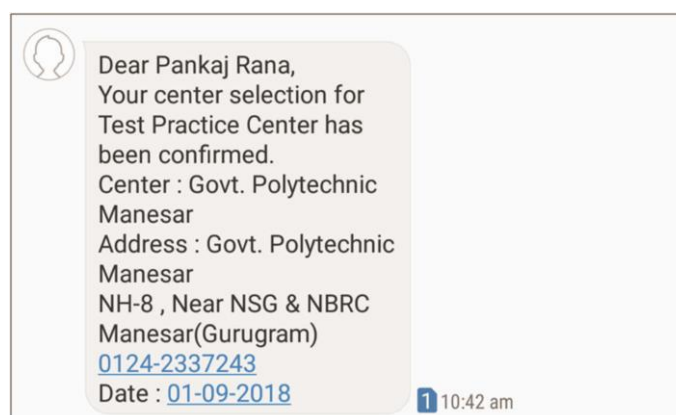 Dear Pankaj Rana,
Your center selection for
Test Practice Center has
been confirmed.
Center : Govt. Polytechnic
Manesar
Address : Govt. Polytechnic
Manesar
NH-8 , Near NSG & NBRC
Manesar(Gurugram)
0124-2337243
Date : 01-09-2018
1 10:42 am